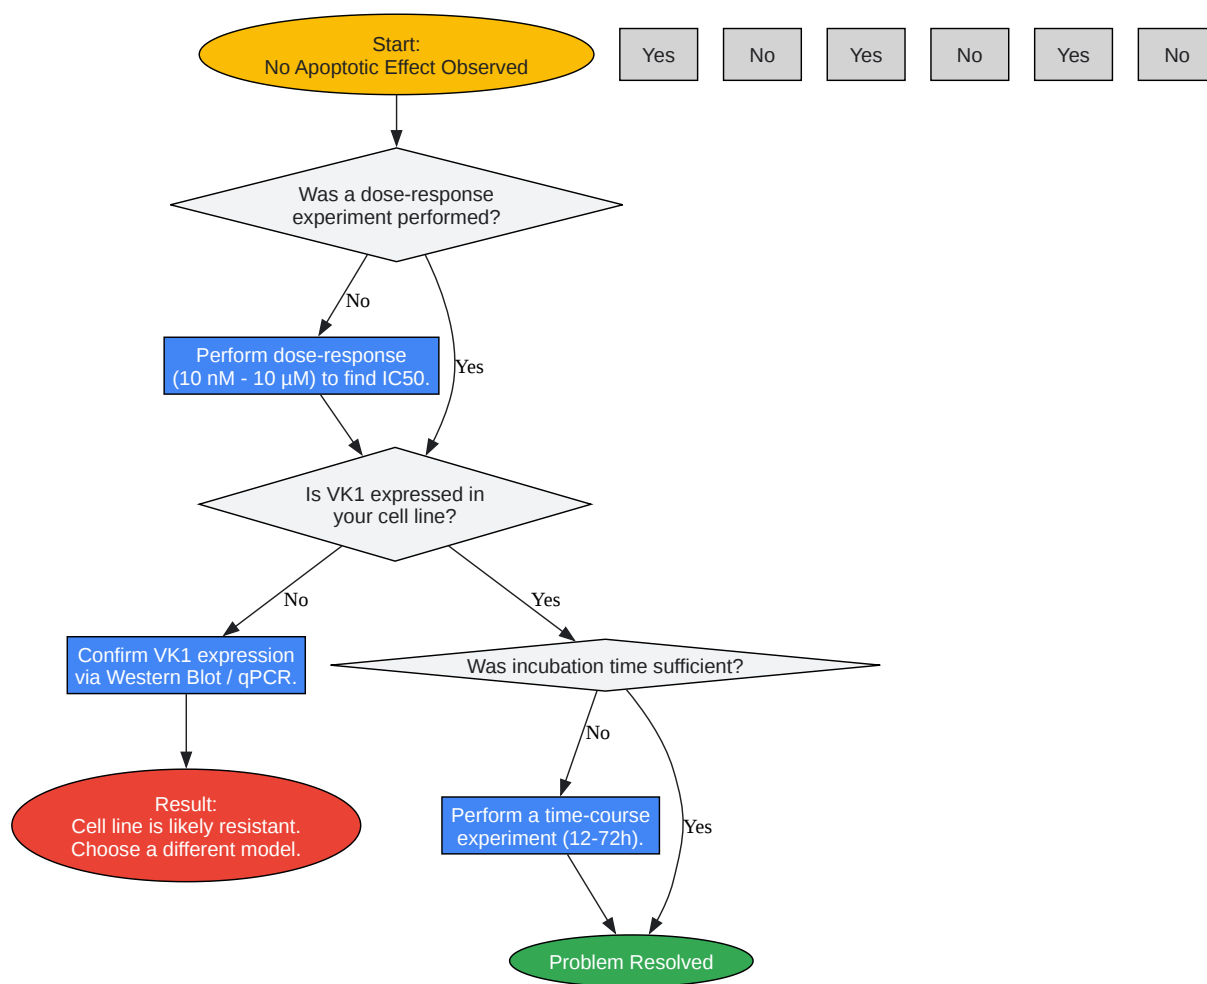 Start:
No Apoptotic Effect Observed
Yes
No
Yes
No
Yes
No
Was a dose-response
experiment performed?
No
Perform dose-response
(10 nM - 10 µM) to find IC50.
Yes
Is VK1 expressed in
your cell line?
No
Yes
Confirm VK1 expression
via Western Blot / qPCR.
Was incubation time sufficient?
No
Result:
Cell line is likely resistant.
Choose a different model.
Perform a time-course
experiment (12-72h).
Yes
Problem Resolved